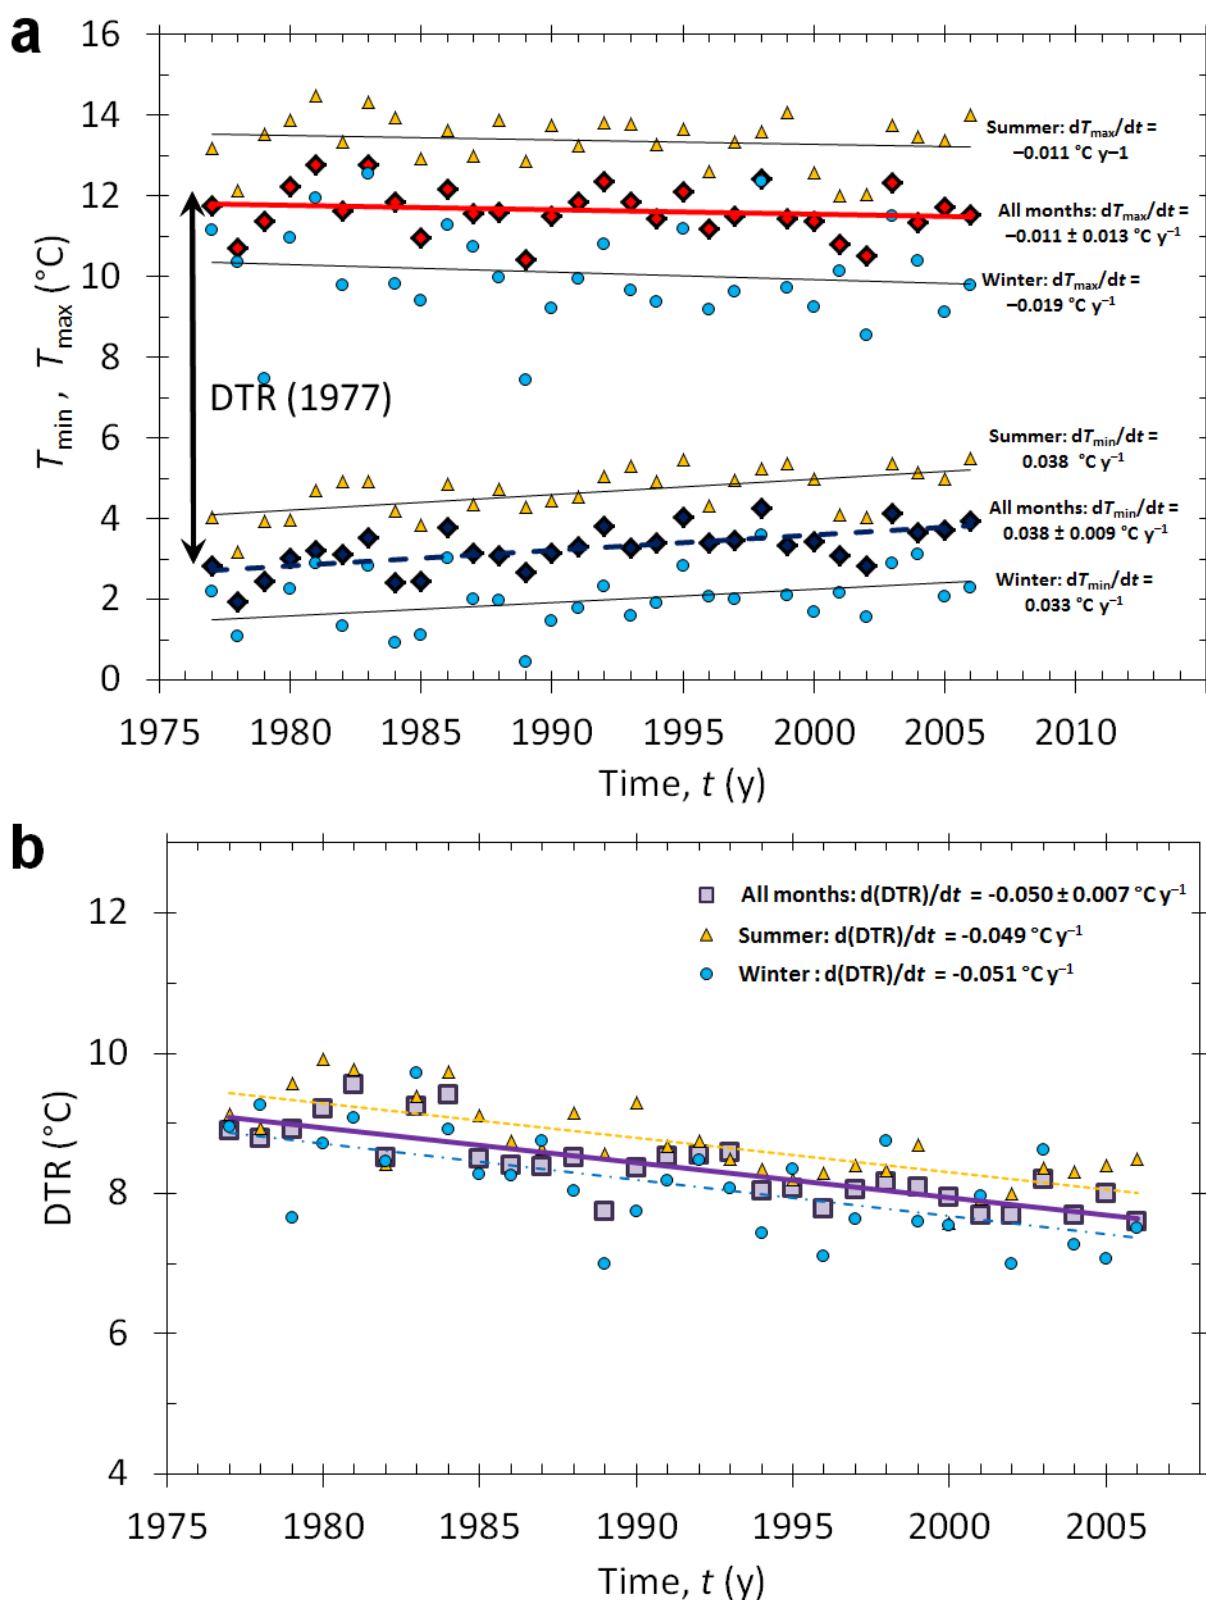 a
16
14
12
10
8
6
4
2
0
T_min , T_max (°C)
Summer: dT_max/dt =
–0.011 °C y–1
All months: dT_max/dt =
–0.011 ± 0.013 °C y⁻¹
Winter: dT_max/dt =
–0.019 °C y⁻¹
DTR (1977)
Summer: dT_min/dt =
0.038 °C y⁻¹
All months: dT_min/dt =
0.038 ± 0.009 °C y⁻¹
Winter: dT_min/dt =
0.033 °C y⁻¹
1975 1980 1985 1990 1995 2000 2005 2010
Time, t (y)
b
12
10
8
6
4
DTR (°C)
All months: d(DTR)/dt = -0.050 ± 0.007 °C y⁻¹
Summer: d(DTR)/dt = -0.049 °C y⁻¹
Winter : d(DTR)/dt = -0.051 °C y⁻¹
1975 1980 1985 1990 1995 2000 2005
Time, t (y)